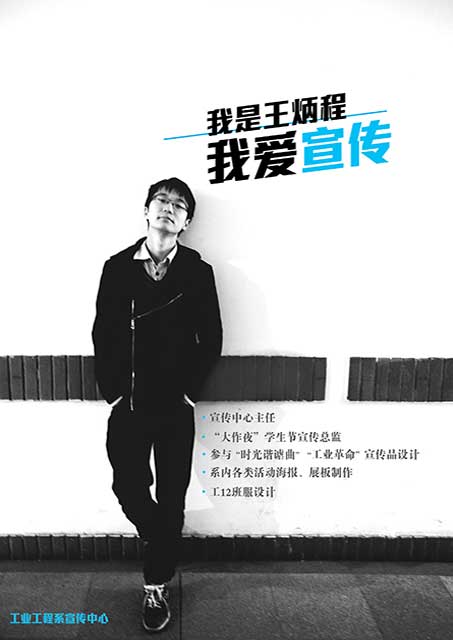 我是王炳程
我爱宣传
· 宣传中心主任
· “大作夜”学生节宣传总监
· 参与“时光谐谑曲”“工业革命”宣传品设计
· 系内各类活动海报、展板制作
· 工12班服设计
工业工程系宣传中心